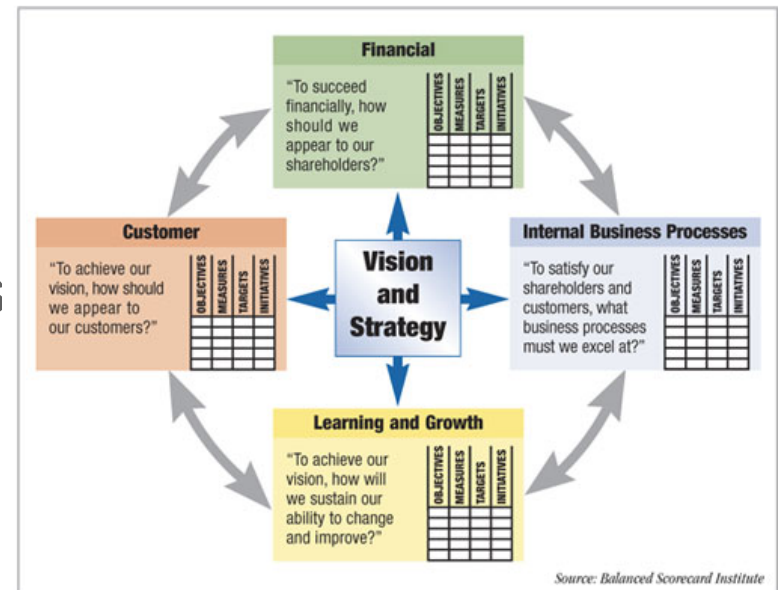 Financial
"To succeed
financially, how
should we
appear to our
shareholders?"
OBJECTIVES
MEASURES
TARGETS
INITIATIVES
Customer
"To achieve our
vision, how should
we appear to
our customers?"
OBJECTIVES
MEASURES
TARGETS
INITIATIVES
Vision
and
Strategy
Internal Business Processes
"To satisfy our
shareholders and
customers, what
business processes
must we excel at?"
OBJECTIVES
MEASURES
TARGETS
INITIATIVES
Learning and Growth
"To achieve our
vision, how will
we sustain our
ability to change
and improve?"
OBJECTIVES
MEASURES
TARGETS
INITIATIVES
Source: Balanced Scorecard Institute